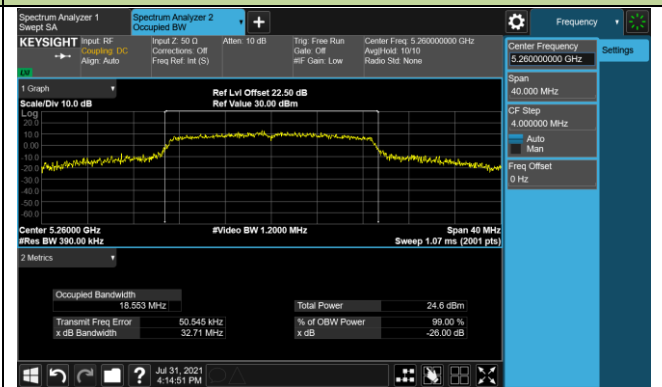 Spectrum Analyzer 1
Swept SA
Spectrum Analyzer 2
Occupied BW
+
Frequency
KEYSIGHT
Input: RF
Coupling: DC
Align: Auto
Input Z: 50 Ω
Corrections: Off
Freq Ref: Int (S)
Atten: 10 dB
Trig: Free Run
Gate: Off
#IF Gain: Low
Center Freq: 5.260000000 GHz
Avg|Hold: 10/10
Radio Std: None
Center Frequency
5.260000000 GHz
Settings
Span
40.000 MHz
CF Step
4.000000 MHz
Auto
Man
Freq Offset
0 Hz
LV
1 Graph
Scale/Div 10.0 dB
Ref Lvl Offset 22.50 dB
Ref Value 30.00 dBm
Log
20.0
10.0
0.00
-10.0
-20.0
-30.0
-40.0
-50.0
-60.0
Center 5.26000 GHz
#Res BW 390.00 kHz
#Video BW 1.2000 MHz
Span 40 MHz
Sweep 1.07 ms (2001 pts)
2 Metrics
Occupied Bandwidth
18.553 MHz
Total Power 24.6 dBm
Transmit Freq Error 50.545 kHz
% of OBW Power 99.00 %
x dB Bandwidth 32.71 MHz
x dB -26.00 dB
?
Jul 31, 2021
4:14:51 PM